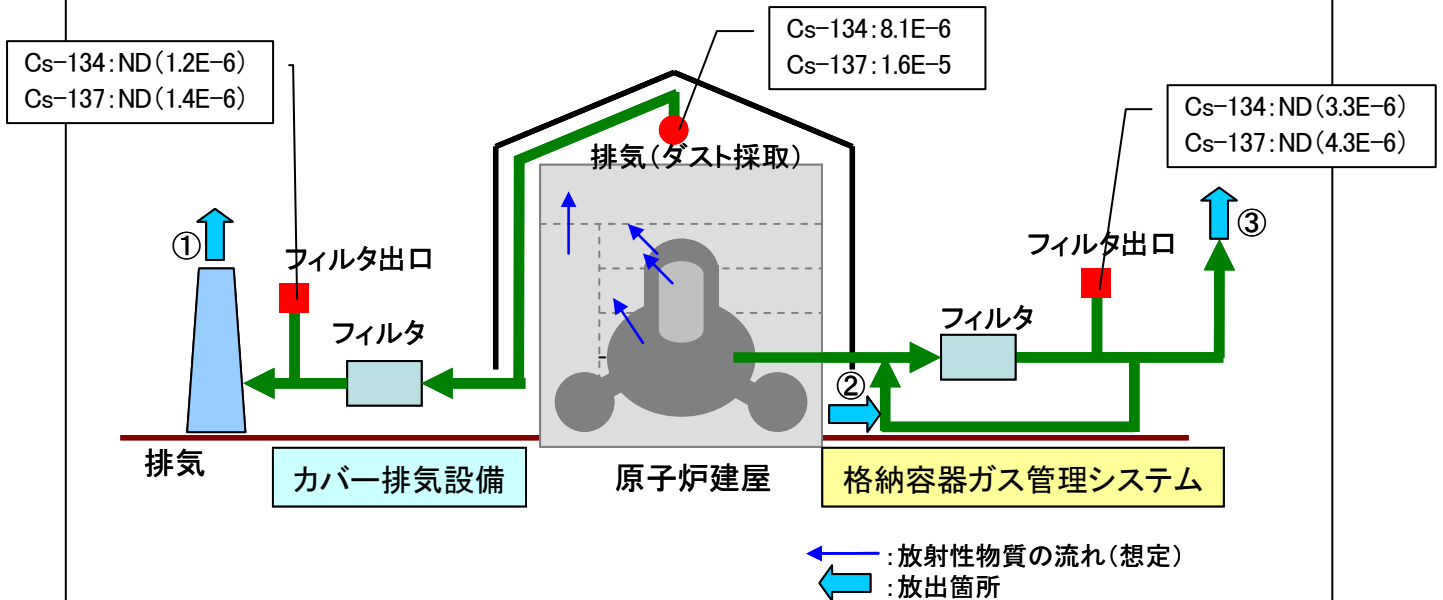 Cs-134:ND(1.2E-6)
Cs-137:ND(1.4E-6)
Cs-134:8.1E-6
Cs-137:1.6E-5
Cs-134:ND(3.3E-6)
Cs-137:ND(4.3E-6)
排気(ダスト採取)
①
フィルタ出口
フィルタ
フィルタ出口
③
フィルタ
②
排気
カバー排気設備
原子炉建屋
格納容器ガス管理システム
:放射性物質の流れ(想定)
:放出箇所